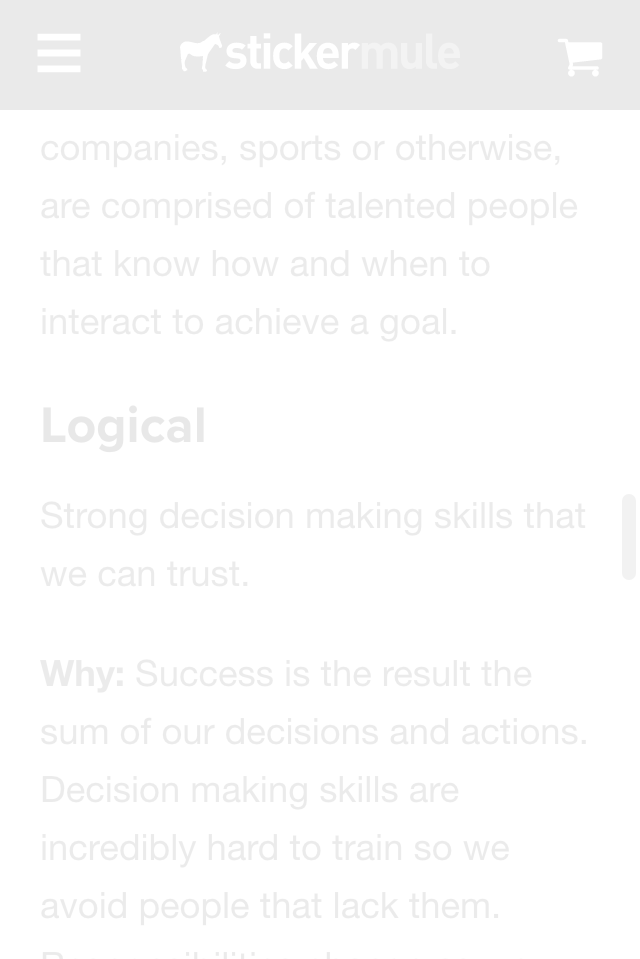 stickermule
companies, sports or otherwise,
are comprised of talented people
that know how and when to
interact to achieve a goal.
Logical
Strong decision making skills that
we can trust.
Why: Success is the result the
sum of our decisions and actions.
Decision making skills are
incredibly hard to train so we
avoid people that lack them.